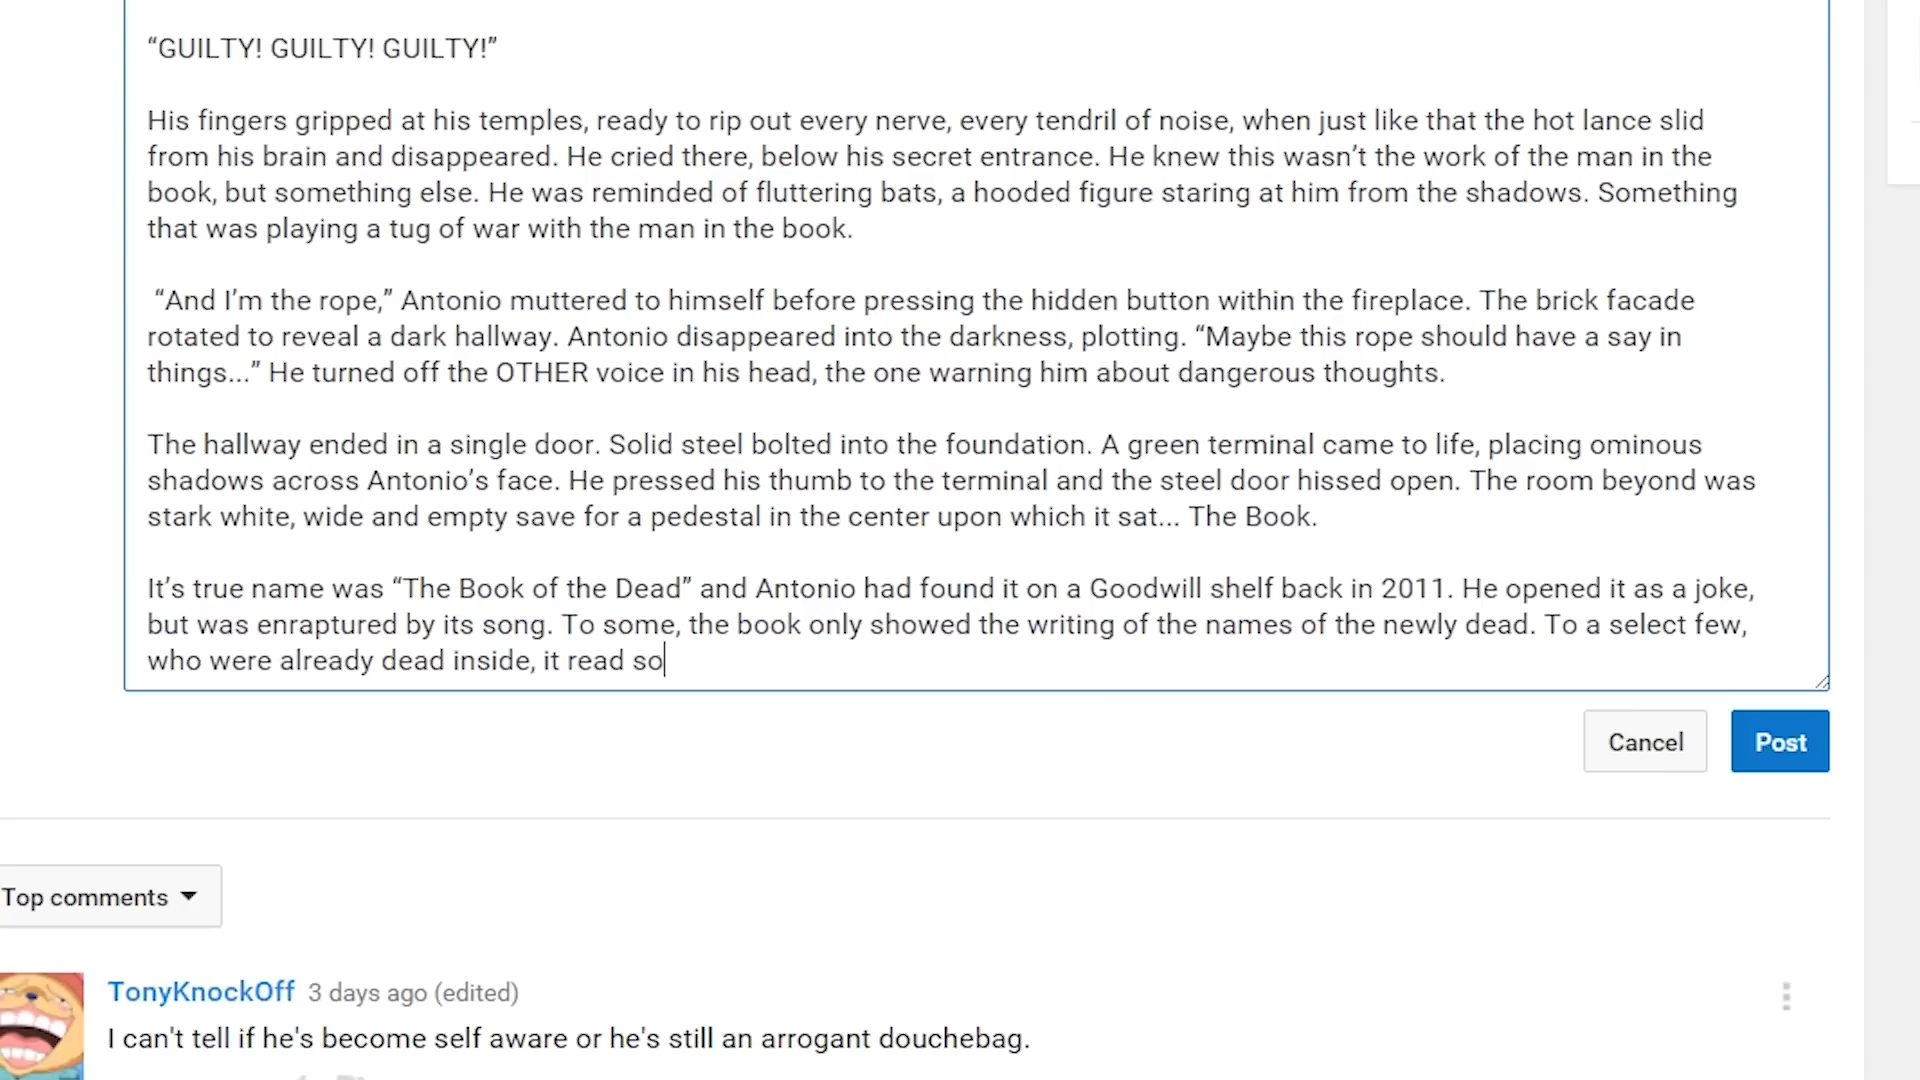 “GUILTY! GUILTY! GUILTY!”
His fingers gripped at his temples, ready to rip out every nerve, every tendril of noise, when just like that the hot lance slid
from his brain and disappeared. He cried there, below his secret entrance. He knew this wasn’t the work of the man in the
book, but something else. He was reminded of fluttering bats, a hooded figure staring at him from the shadows. Something
that was playing a tug of war with the man in the book.
“And I’m the rope,” Antonio muttered to himself before pressing the hidden button within the fireplace. The brick facade
rotated to reveal a dark hallway. Antonio disappeared into the darkness, plotting. “Maybe this rope should have a say in
things...” He turned off the OTHER voice in his head, the one warning him about dangerous thoughts.
The hallway ended in a single door. Solid steel bolted into the foundation. A green terminal came to life, placing ominous
shadows across Antonio’s face. He pressed his thumb to the terminal and the steel door hissed open. The room beyond was
stark white, wide and empty save for a pedestal in the center upon which it sat... The Book.
It’s true name was “The Book of the Dead” and Antonio had found it on a Goodwill shelf back in 2011. He opened it as a joke,
but was enraptured by its song. To some, the book only showed the writing of the names of the newly dead. To a select few,
who were already dead inside, it read so
Cancel
Post
Top comments
TonyKnockOff 3 days ago (edited)
I can't tell if he's become self aware or he's still an arrogant douchebag.